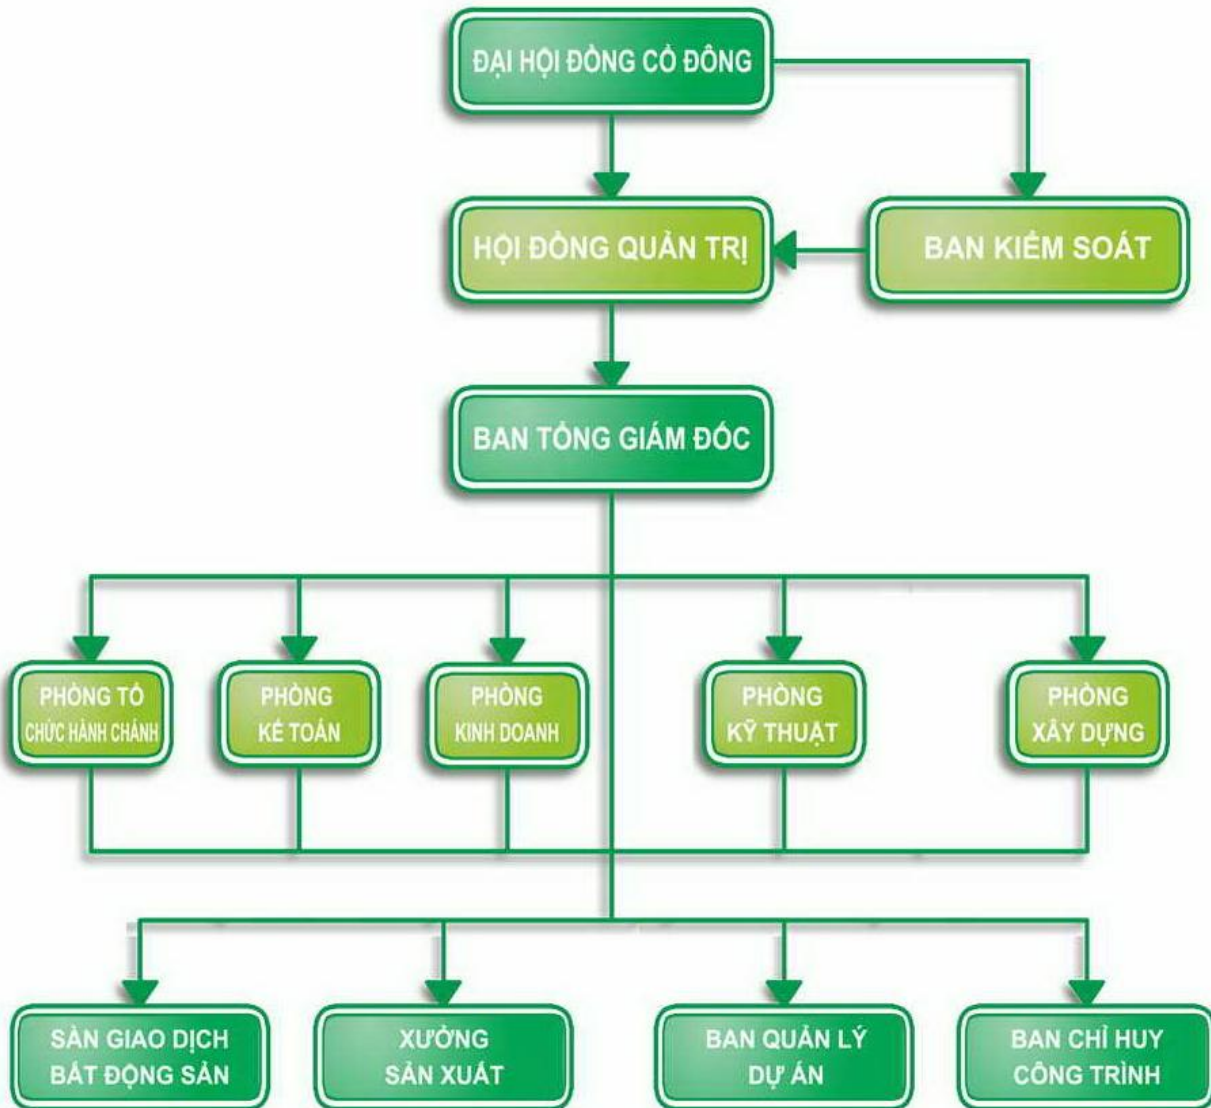 ĐẠI HỘI ĐỒNG CỔ ĐÔNG
HỘI ĐỒNG QUẢN TRỊ
BAN KIỂM SOÁT
BAN TỔNG GIÁM ĐỐC
PHÒNG TỔ
CHỨC HÀNH CHÁNH
PHÒNG
KẾ TOÁN
PHÒNG
KINH DOANH
PHÒNG
KỸ THUẬT
PHÒNG
XÂY DỰNG
SÀN GIAO DỊCH
BẤT ĐỘNG SẢN
XƯỞNG
SẢN XUẤT
BAN QUẢN LÝ
DỰ ÁN
BAN CHỈ HUY
CÔNG TRÌNH